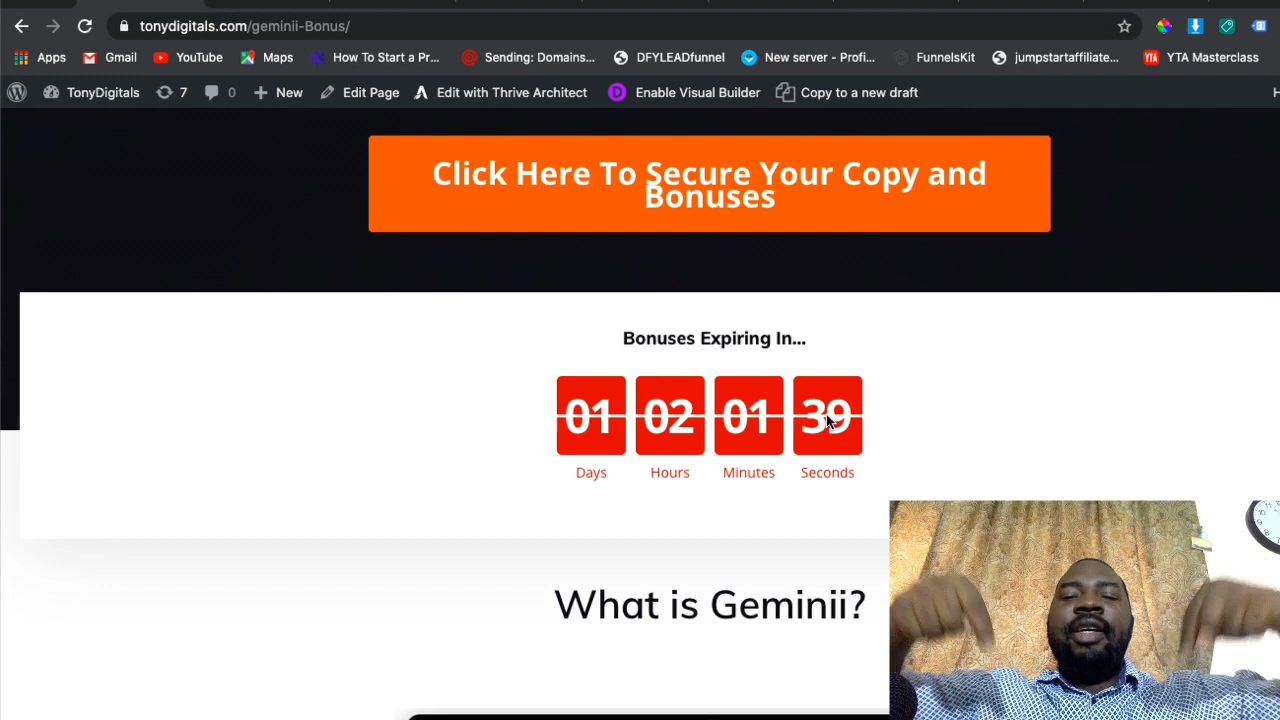 tonydigitals.com/geminii-Bonus/
Apps Gmail YouTube Maps How To Start a Pr... Sending: Domains... DFYLEADfunnel New server - Profi... FunnelsKit jumpstartaffiliate... YTA Masterclass
TonyDigitals 7 0 New Edit Page Edit with Thrive Architect Enable Visual Builder Copy to a new draft H
Click Here To Secure Your Copy and
Bonuses
Bonuses Expiring In...
01 02 01 39
Days Hours Minutes Seconds
What is Geminii?